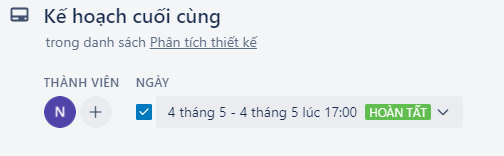 Kế hoạch cuối cùng
trong danh sách Phân tích thiết kế
THÀNH VIÊN NGÀY
N + 4 tháng 5 - 4 tháng 5 lúc 17:00 HOÀN TẤT